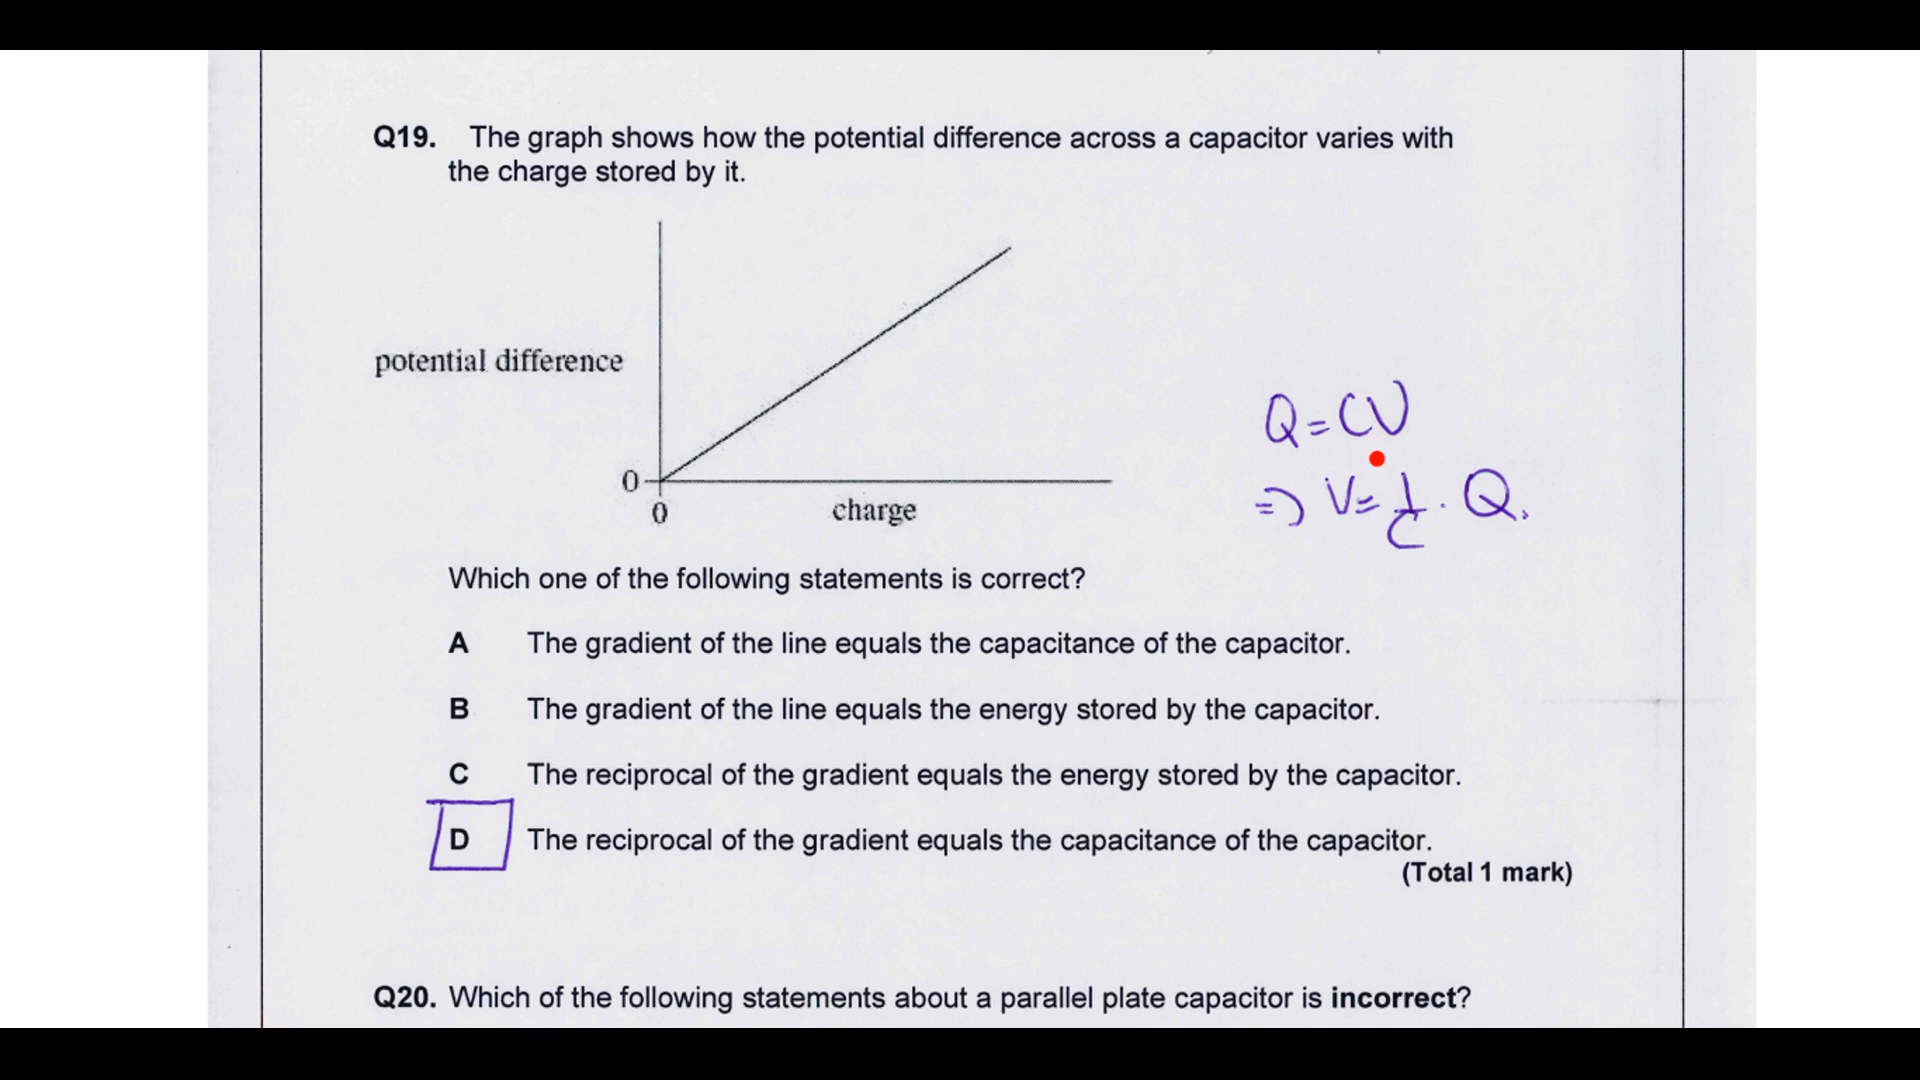 Q19. The graph shows how the potential difference across a capacitor varies with
the charge stored by it.
potential difference
0
0
charge
Q=CV
=> V= 1/C . Q.
Which one of the following statements is correct?
A The gradient of the line equals the capacitance of the capacitor.
B The gradient of the line equals the energy stored by the capacitor.
C The reciprocal of the gradient equals the energy stored by the capacitor.
D The reciprocal of the gradient equals the capacitance of the capacitor.
(Total 1 mark)
Q20. Which of the following statements about a parallel plate capacitor is incorrect?